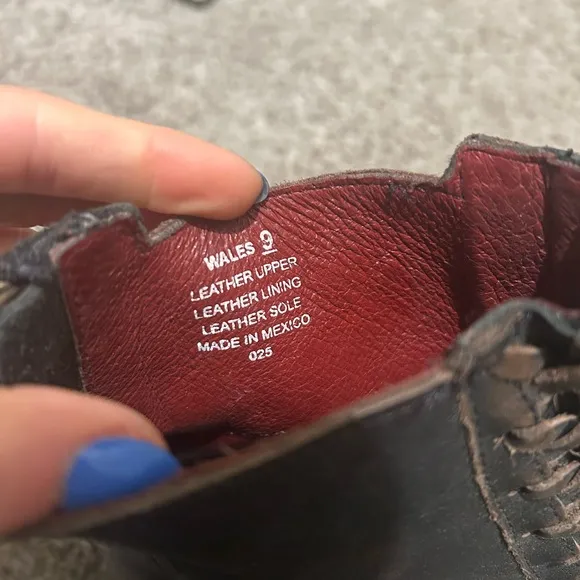 WALES 9
LEATHER UPPER
LEATHER LINING
LEATHER SOLE
MADE IN MEXICO
025